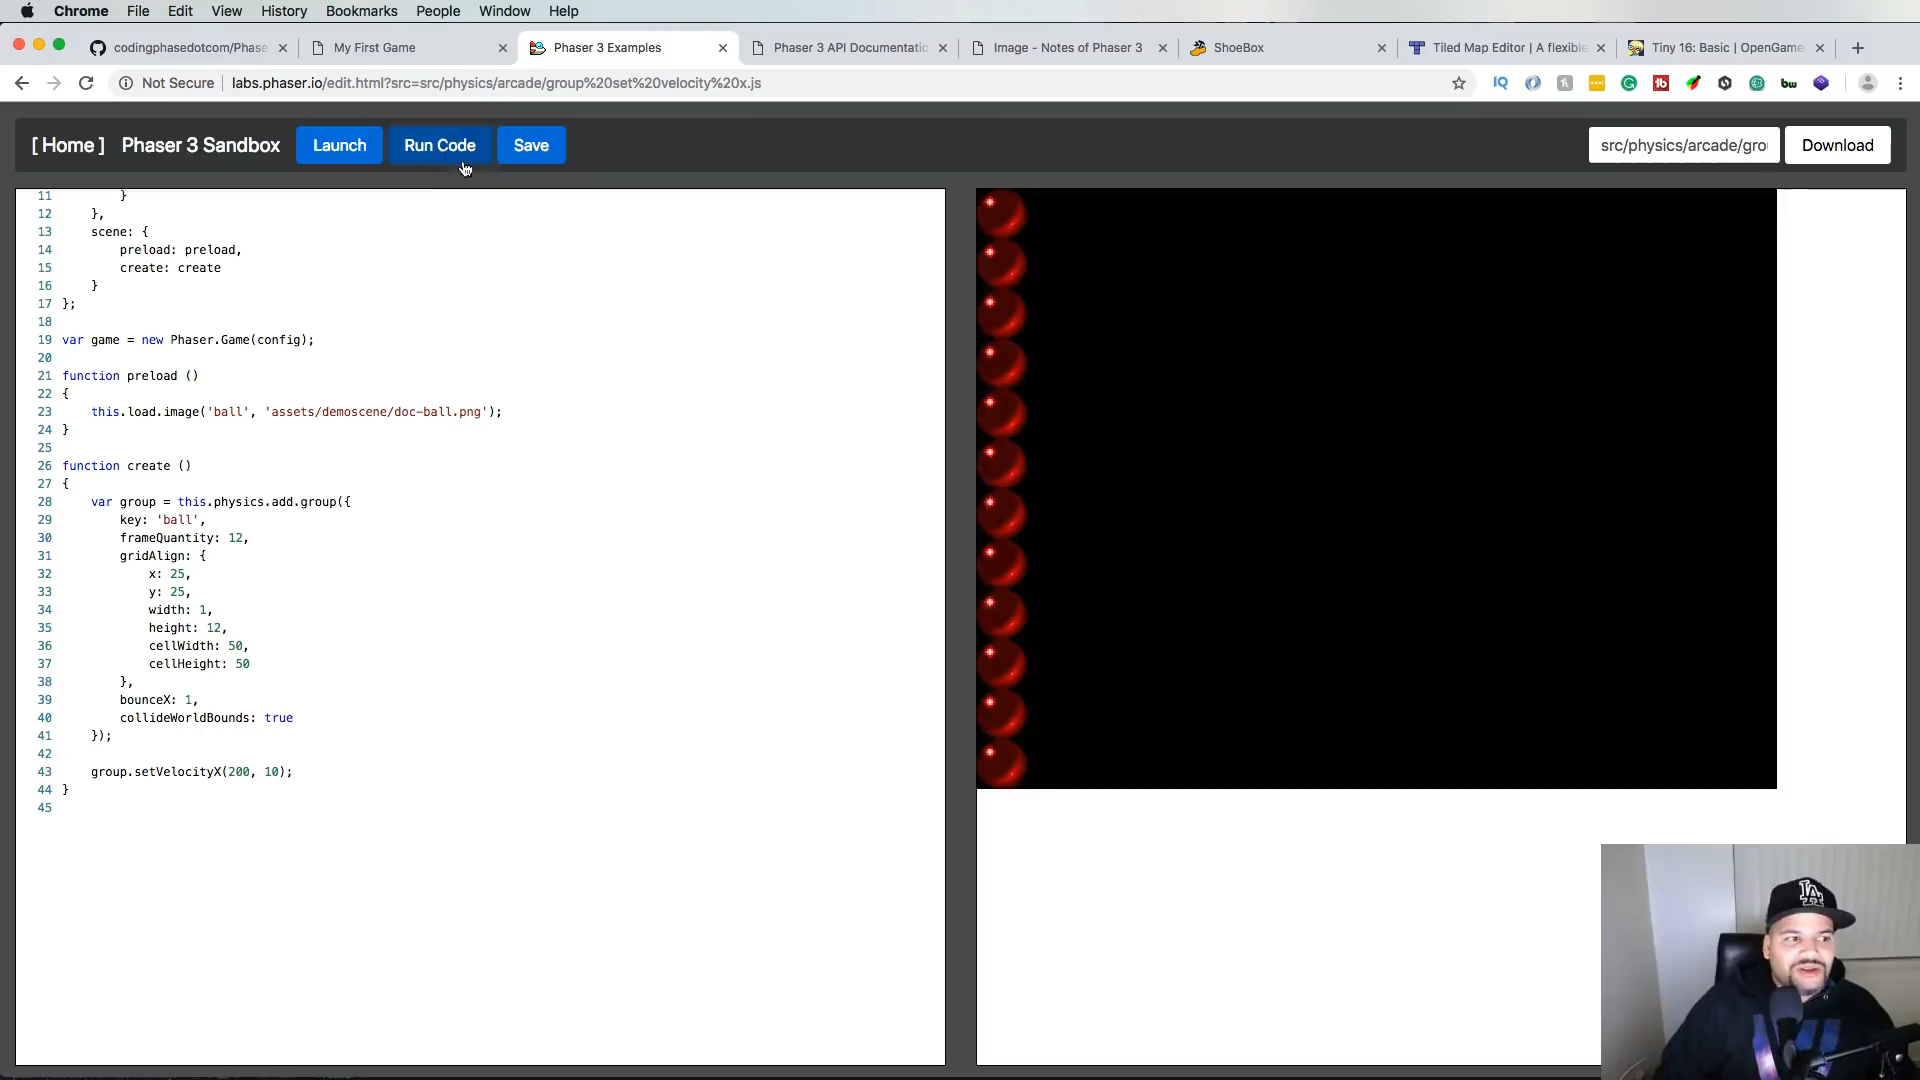 Chrome File Edit View History Bookmarks People Window Help
codingphasedotcom/Phase
My First Game
Phaser 3 Examples
Phaser 3 API Documentatio
Image - Notes of Phaser 3
ShoeBox
Tiled Map Editor | A flexible
Tiny 16: Basic | OpenGame
Not Secure labs.phaser.io/edit.html?src=src/physics/arcade/group%20set%20velocity%20x.js
[ Home ] Phaser 3 Sandbox Launch Run Code Save src/physics/arcade/gro Download
11 }
12 },
13 scene: {
14 preload: preload,
15 create: create
16 }
17 };
18
19 var game = new Phaser.Game(config);
20
21 function preload ()
22 {
23 this.load.image('ball', 'assets/demoscene/doc-ball.png');
24 }
25
26 function create ()
27 {
28 var group = this.physics.add.group({
29 key: 'ball',
30 frameQuantity: 12,
31 gridAlign: {
32 x: 25,
33 y: 25,
34 width: 1,
35 height: 12,
36 cellWidth: 50,
37 cellHeight: 50
38 },
39 bounceX: 1,
40 collideWorldBounds: true
41 });
42
43 group.setVelocityX(200, 10);
44 }
45